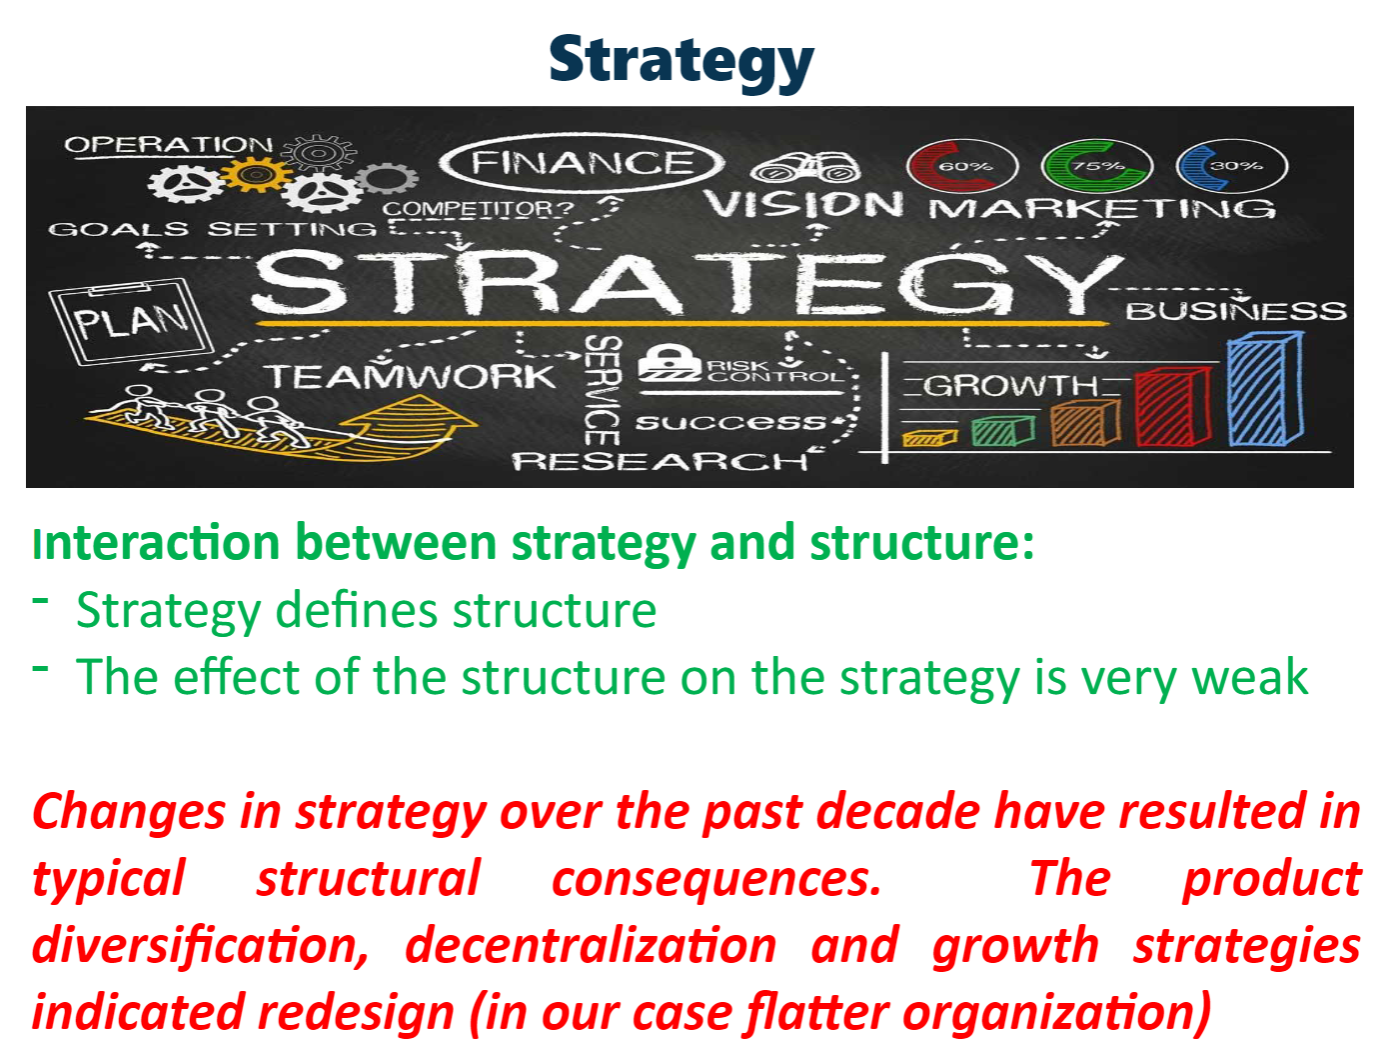 Strategy
OPERATION
FINANCE
60%
75%
30%
COMPETITOR?
VISION
MARKETING
GOALS SETTING
STRATEGY
BUSINESS
PLAN
TEAMWORK
SERVICE
RISK
CONTROL
GROWTH
success
RESEARCH
Interaction between strategy and structure:
- Strategy defines structure
- The effect of the structure on the strategy is very weak
Changes in strategy over the past decade have resulted in
typical structural consequences. The product
diversification, decentralization and growth strategies
indicated redesign (in our case flatter organization)